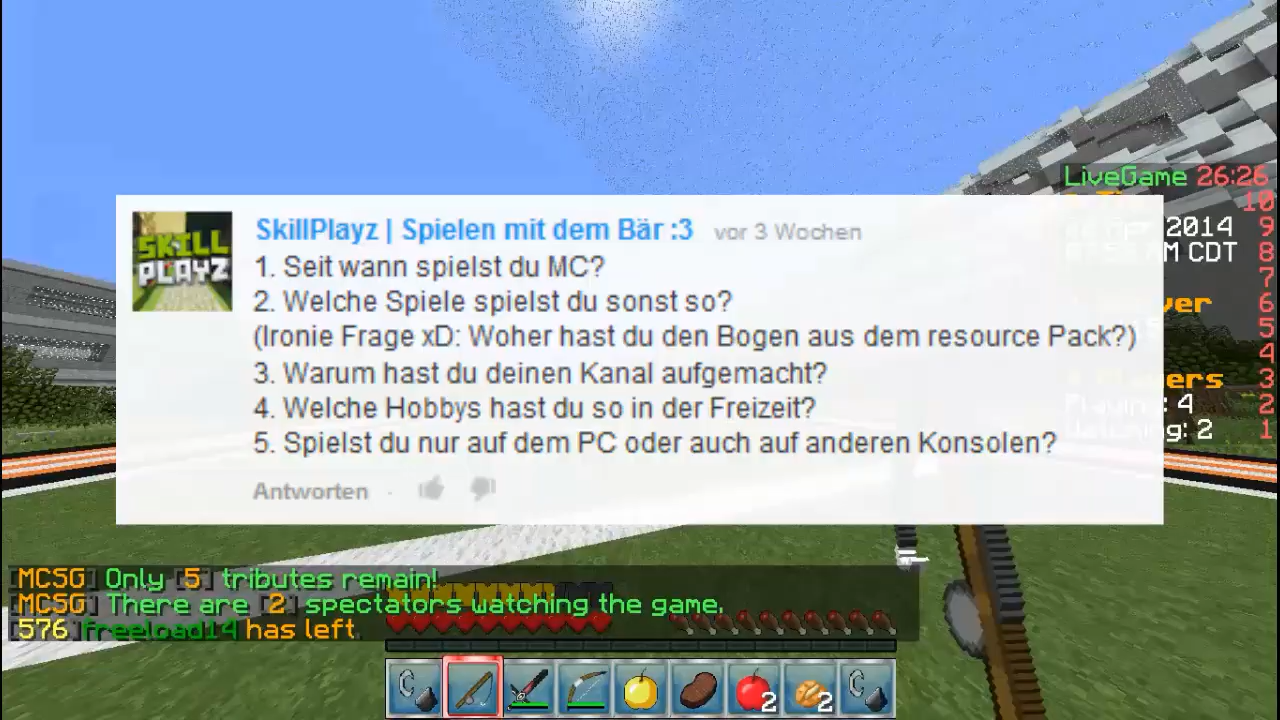 LiveGame 26:26
10
2014
9
M CDT
8
7
6
5
4
3
2
1
SKILL
PLAYZ
SkillPlayz | Spielen mit dem Bär :3 vor 3 Wochen
1. Seit wann spielst du MC?
2. Welche Spiele spielst du sonst so?
(Ironie Frage xD: Woher hast du den Bogen aus dem resource Pack?)
3. Warum hast du deinen Kanal aufgemacht?
4. Welche Hobbys hast du so in der Freizeit?
5. Spielst du nur auf dem PC oder auch auf anderen Konsolen?
Antworten
: 4
: 2
[MCSG] Only [5] tributes remain!
[MCSG] There are [2] spectators watching the game.
576 freeload14 has left.
2
2